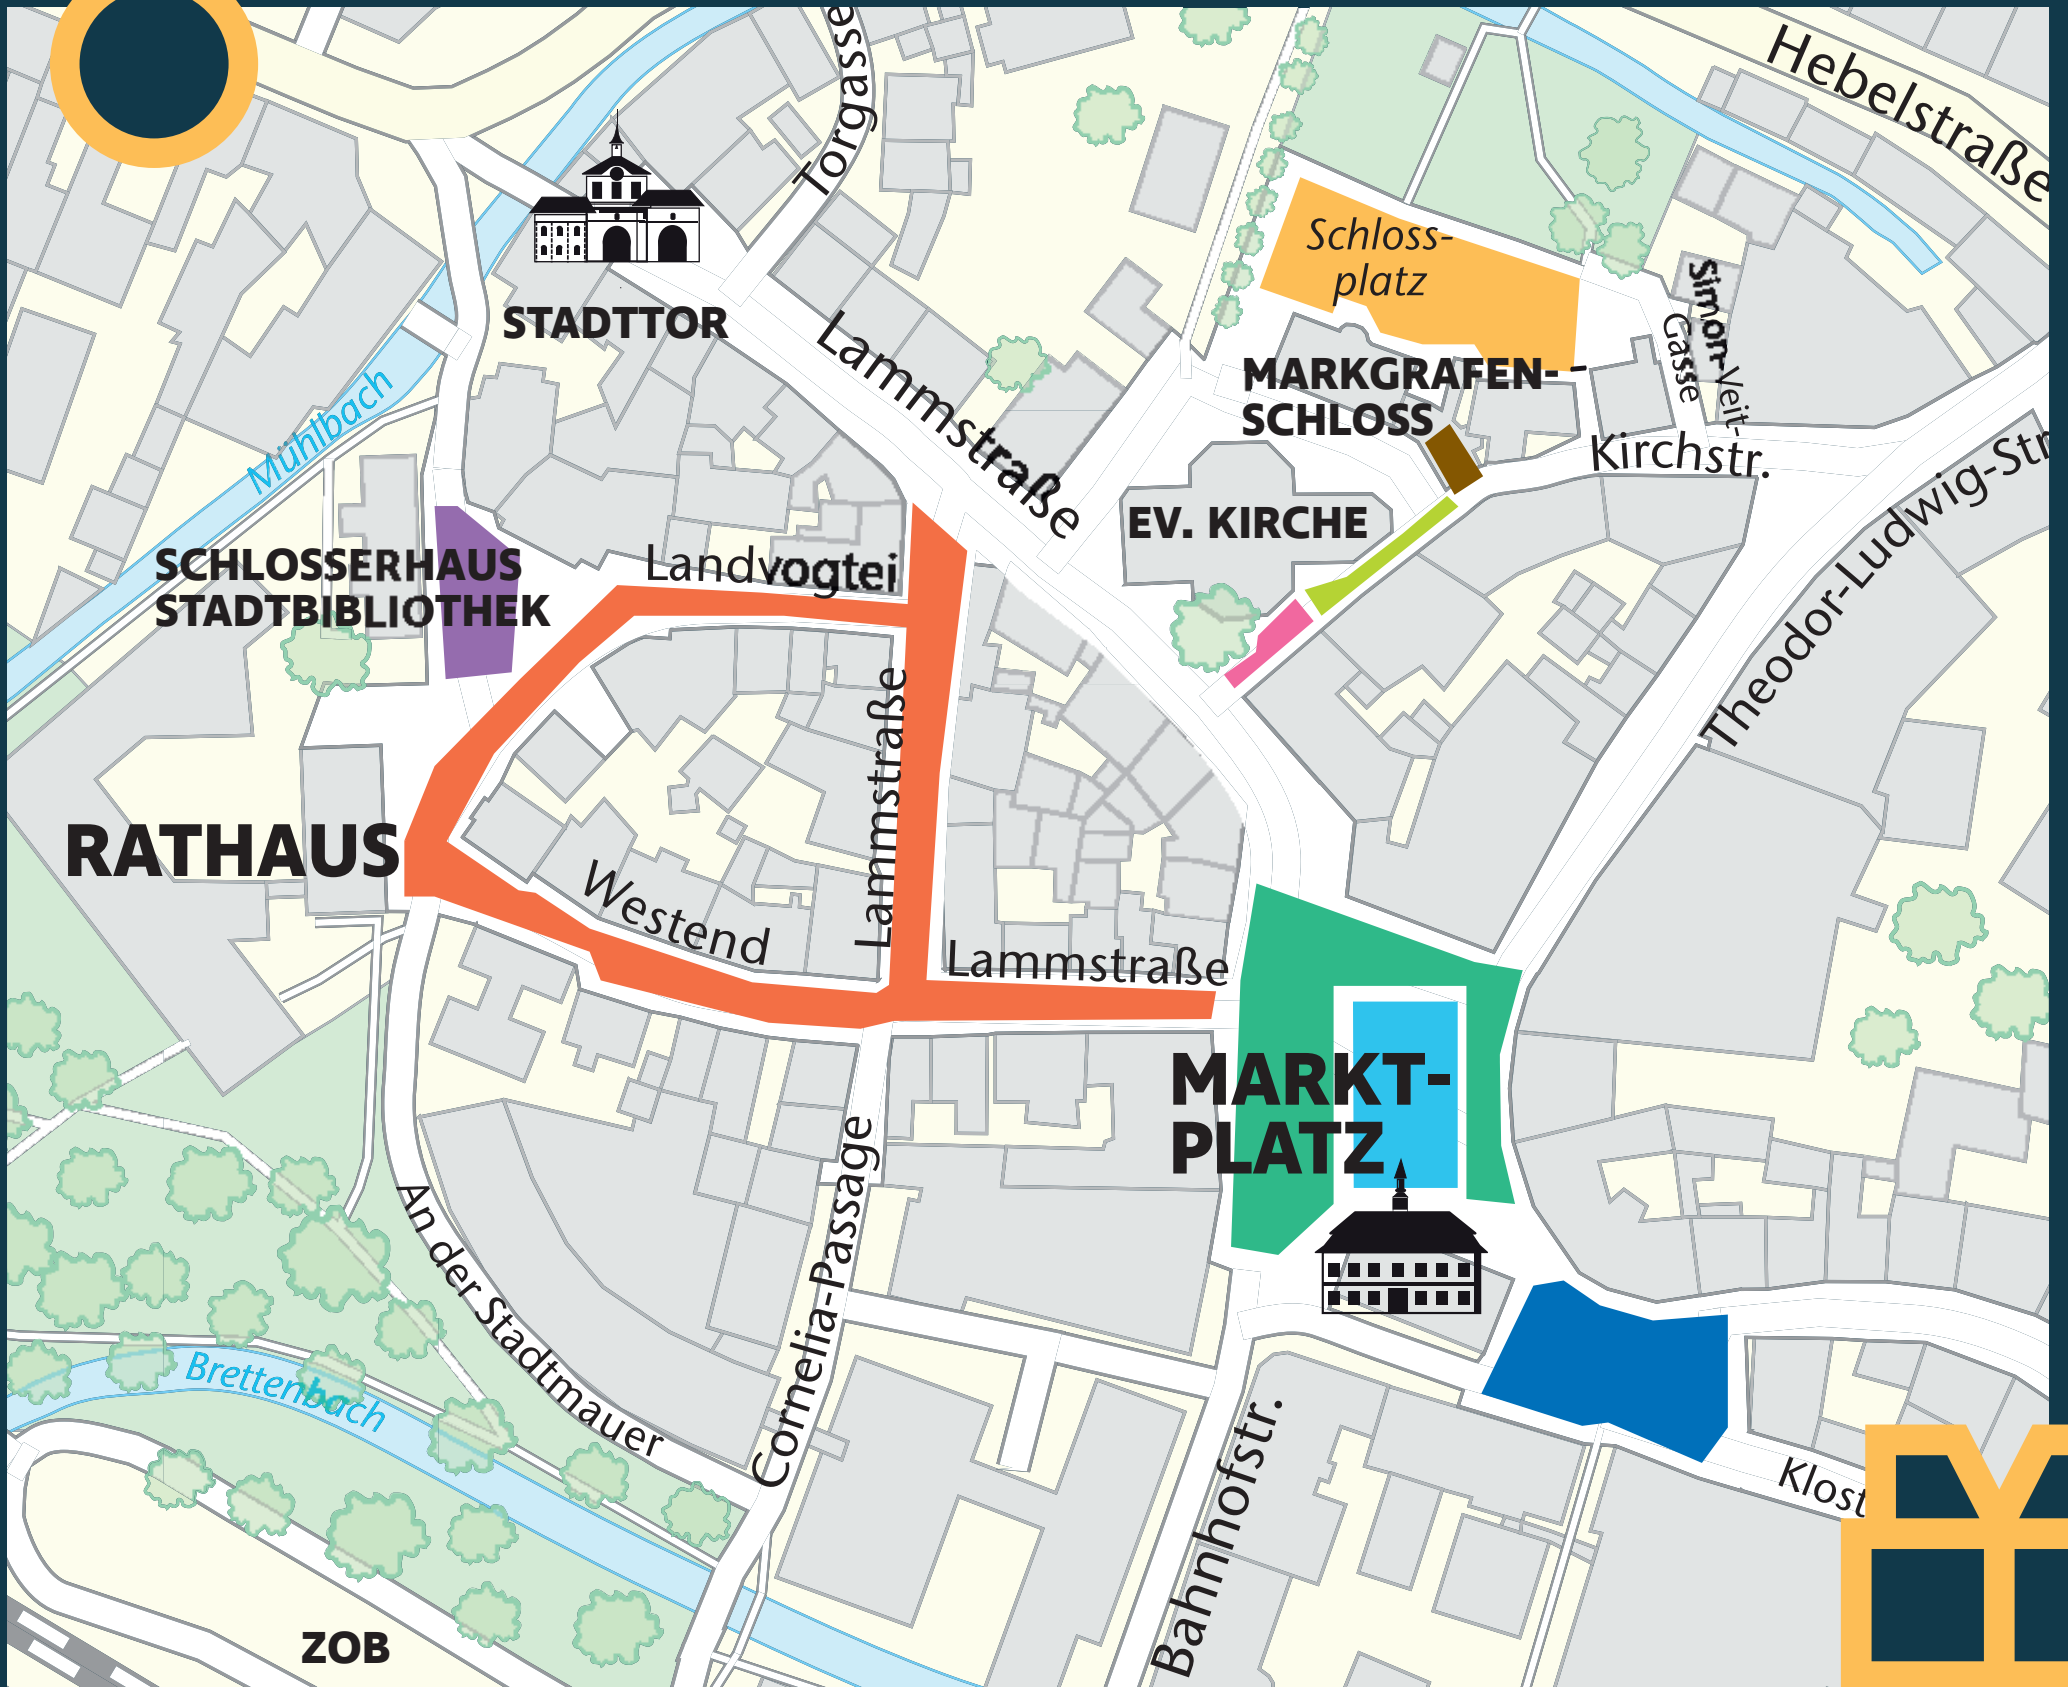 Torgasse
Hebelstraße
Schloss-
platz
STADTTOR
Lammstraße
MARKGRAFEN-
SCHLOSS
Simon-Veit-
Gasse
Kirchstr.
Theodor-Ludwig-Str
Mühlbach
EV. KIRCHE
SCHLOSSERHAUS
STADTBIBLIOTHEK
Landvogtei
Lammstraße
RATHAUS
Westend
Lammstraße
MARKT-
PLATZ
An der Stadtmauer
Cornelia-Passage
Brettenbach
Bahnhofstr.
Klost
ZOB